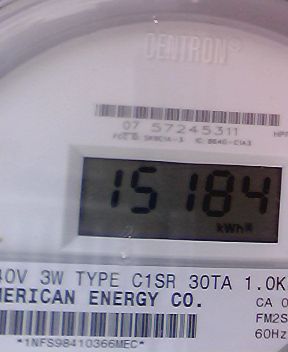 CENTRON®
07 57245311
15184
kWh
40V 3W TYPE C1SR 30TA 1.0K
MERICAN ENERGY CO.
CA 0
FM2S
60Hz
*1NFS98410366MEC*